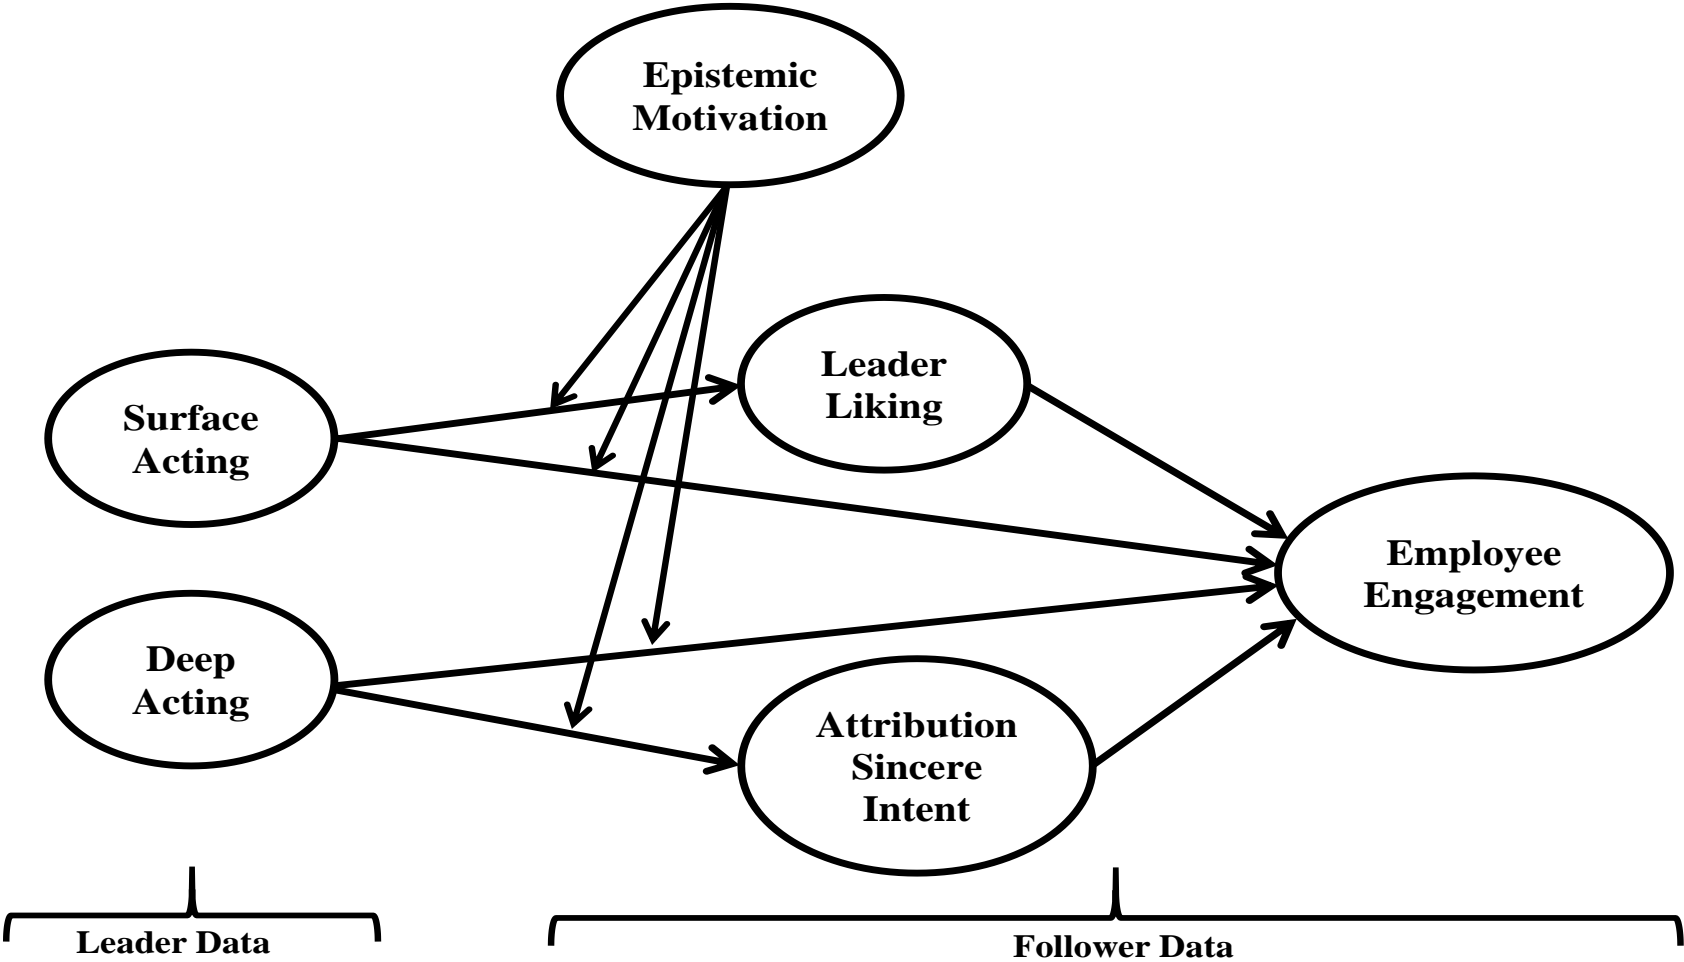 Epistemic
Motivation
Leader
Liking
Surface
Acting
Employee
Engagement
Deep
Acting
Attribution
Sincere
Intent
Leader Data
Follower Data